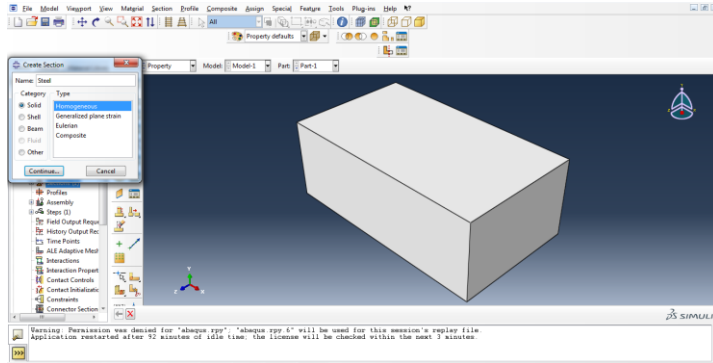 File Model Viewport View Material Section Profile Composite Assign Special Feature Tools Plug-ins Help
All
Property defaults
Create Section
Property Model: Model-1 Part: Part-1
Name: Steel
Category Type
Solid Homogeneous
Shell Generalized plane strain
Beam Eulerian
Fluid Composite
Other
Continue... Cancel
Profiles
Assembly
Steps (1)
Field Output Reque
History Output Rec
Time Points
ALE Adaptive Mesh
Interactions
Interaction Propert
Contact Controls
Contact Initializatio
Constraints
Connector Section
Y
Z X
SIMULI
Warning: Permission was denied for "abaqus.rpy"; "abaqus.rpy.6" will be used for this session's replay file.
Application restarted after 92 minutes of idle time; the license will be checked within the next 3 minutes.
>>>